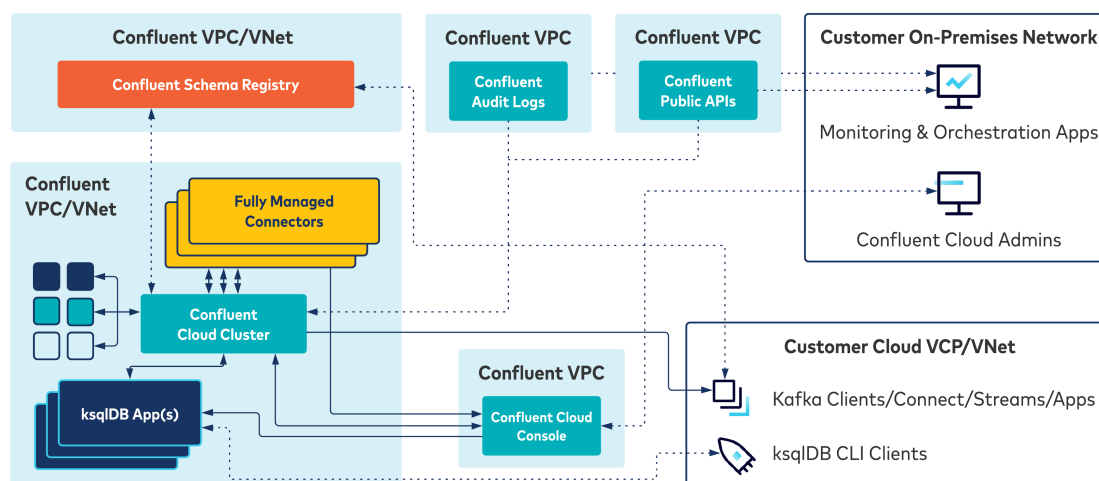 Confluent VPC/VNet
Confluent Schema Registry
Confluent VPC
Confluent
Audit Logs
Confluent VPC
Confluent
Public APIs
Customer On-Premises Network
Monitoring & Orchestration Apps
Confluent Cloud Admins
Confluent
VPC/VNet
Fully Managed
Connectors
Confluent
Cloud Cluster
ksqlDB App(s)
Confluent VPC
Confluent Cloud
Console
Customer Cloud VCP/VNet
Kafka Clients/Connect/Streams/Apps
ksqlDB CLI Clients